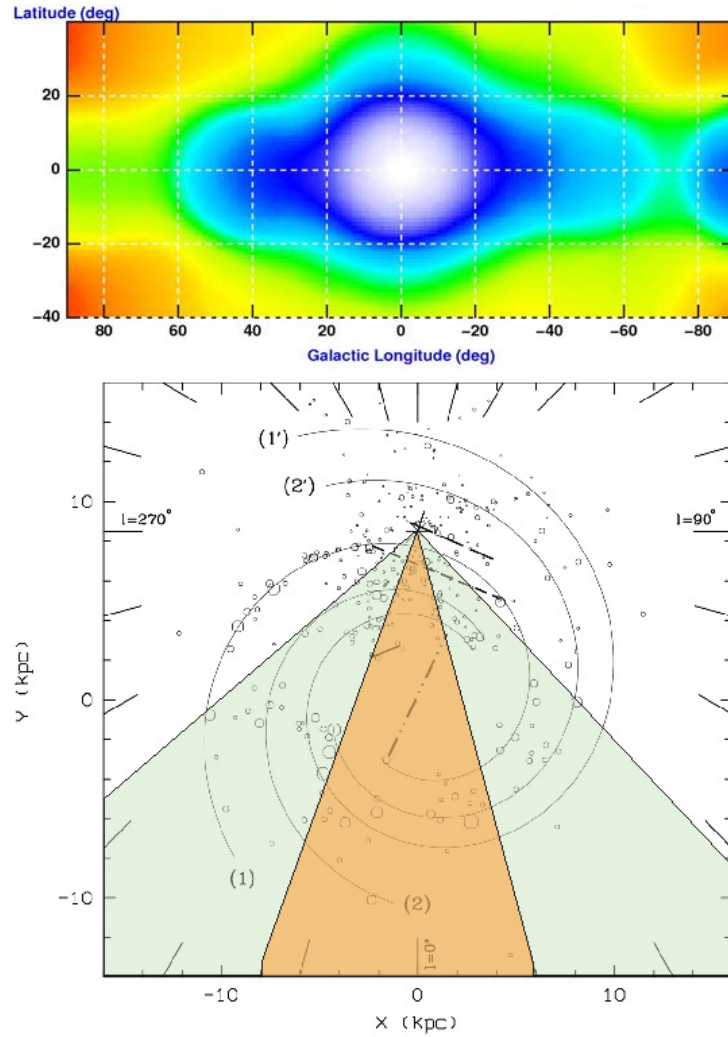 Latitude (deg)
20
0
−20
−40
80 60 40 20 0 −20 −40 −60 −80
Galactic Longitude (deg)
(1')
(2')
10
l=270° l=90°
0
Y (kpc)
(1)
(2)
−10
l=0°
−10 0 10
X (kpc)